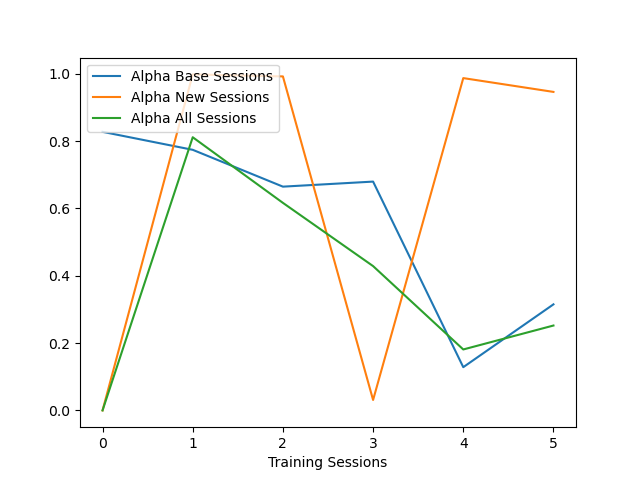 Alpha Base Sessions
Alpha New Sessions
Alpha All Sessions
1.0
0.8
0.6
0.4
0.2
0.0
0 1 2 3 4 5
Training Sessions